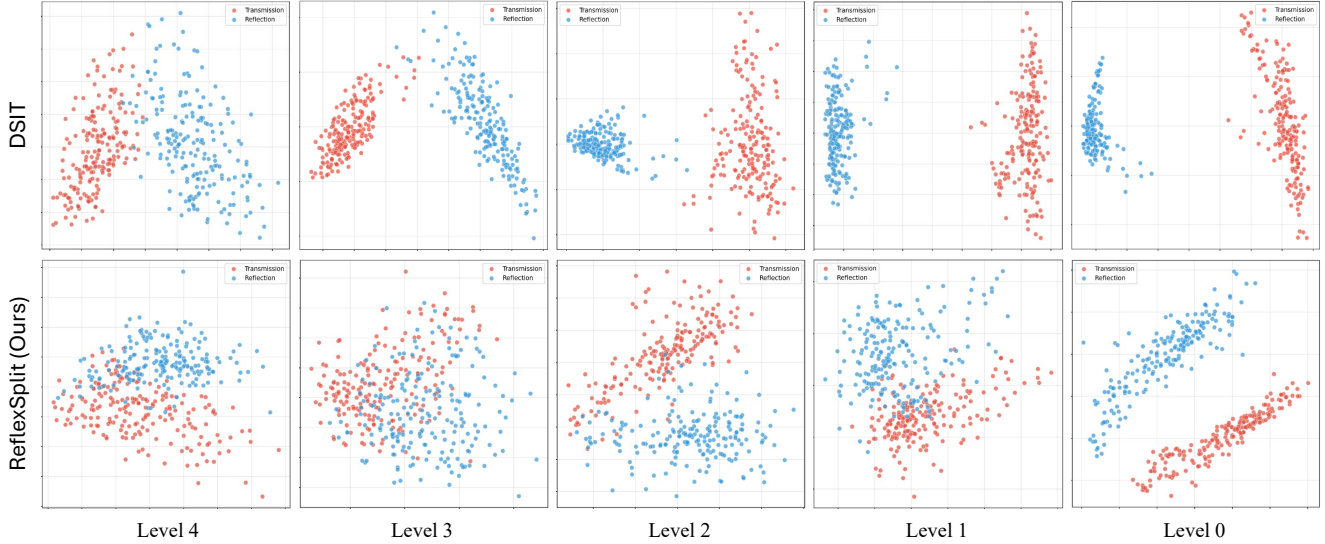 DSIT
Transmission
Reflection
Transmission
Reflection
Transmission
Reflection
Transmission
Reflection
Transmission
Reflection
ReflexSplit (Ours)
Transmission
Reflection
Transmission
Reflection
Transmission
Reflection
Transmission
Reflection
Transmission
Reflection
Level 4
Level 3
Level 2
Level 1
Level 0